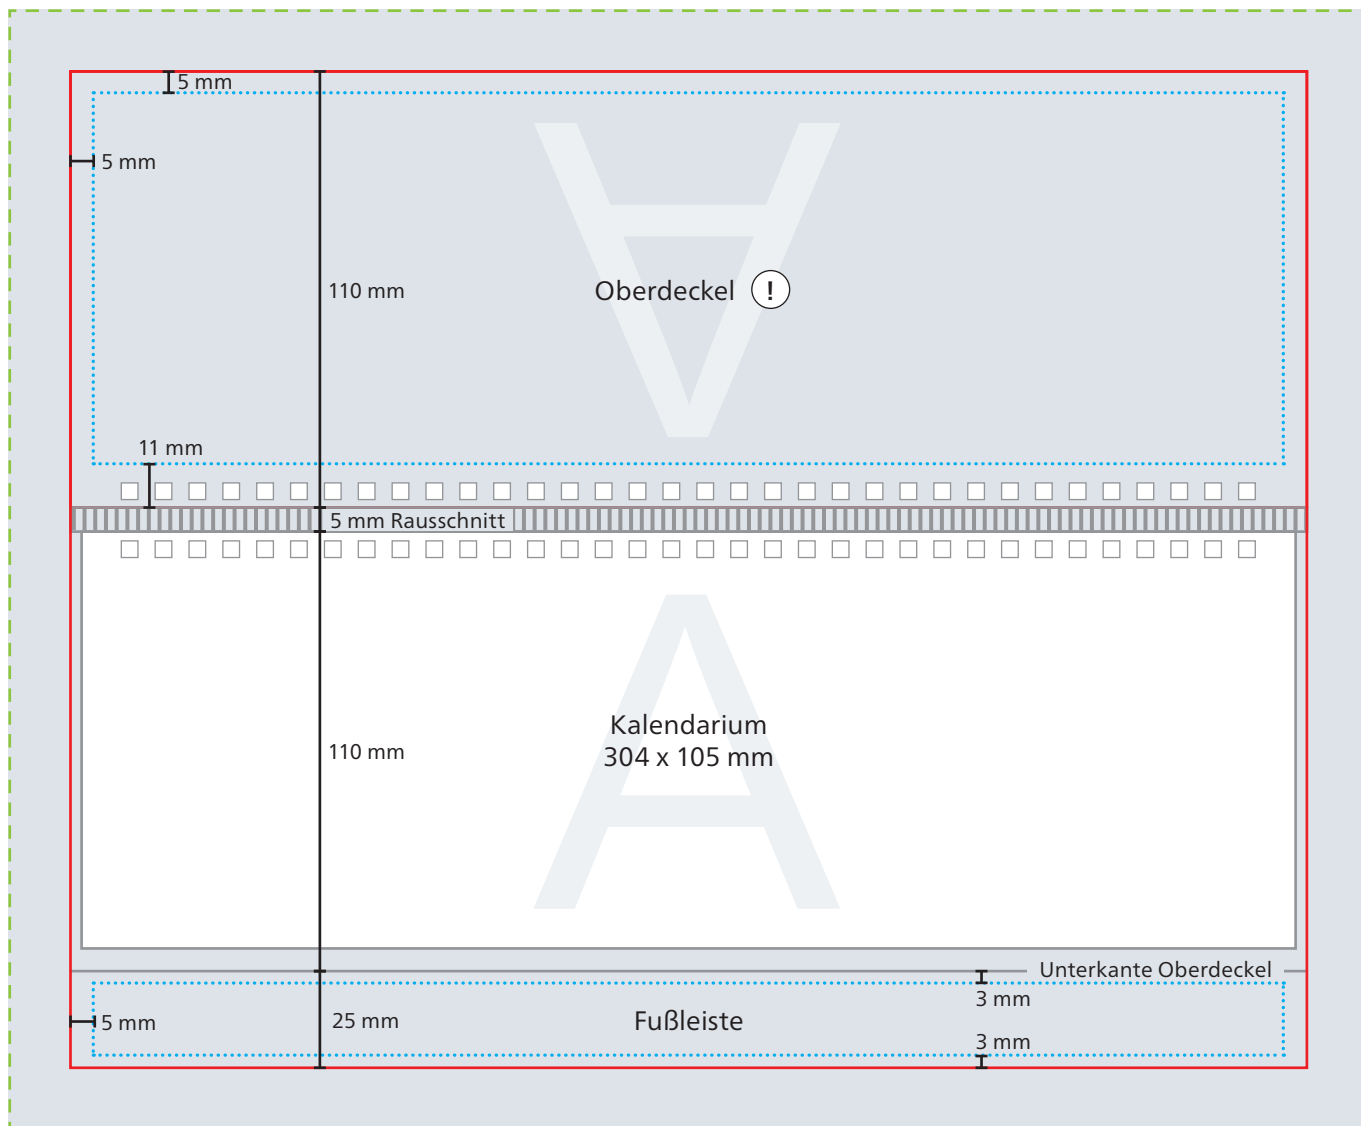 5 mm
5 mm
A
Oberdeckel !
110 mm
11 mm
5 mm Rausschnitt
A
Kalendarium
304 x 105 mm
110 mm
Unterkante Oberdeckel
3 mm
5 mm
25 mm
Fußleiste
3 mm